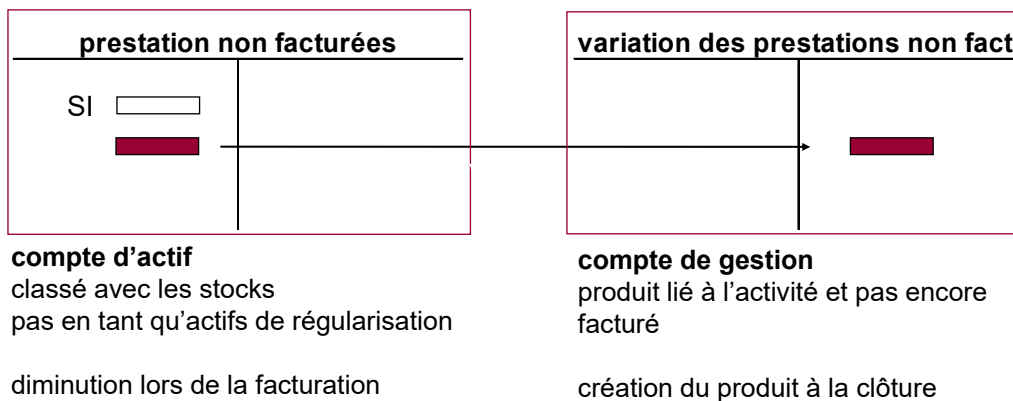 prestation non facturées
variation des prestations non fact
SI
compte d’actif
classé avec les stocks
pas en tant qu’actifs de régularisation
diminution lors de la facturation
compte de gestion
produit lié à l’activité et pas encore
facturé
création du produit à la clôture